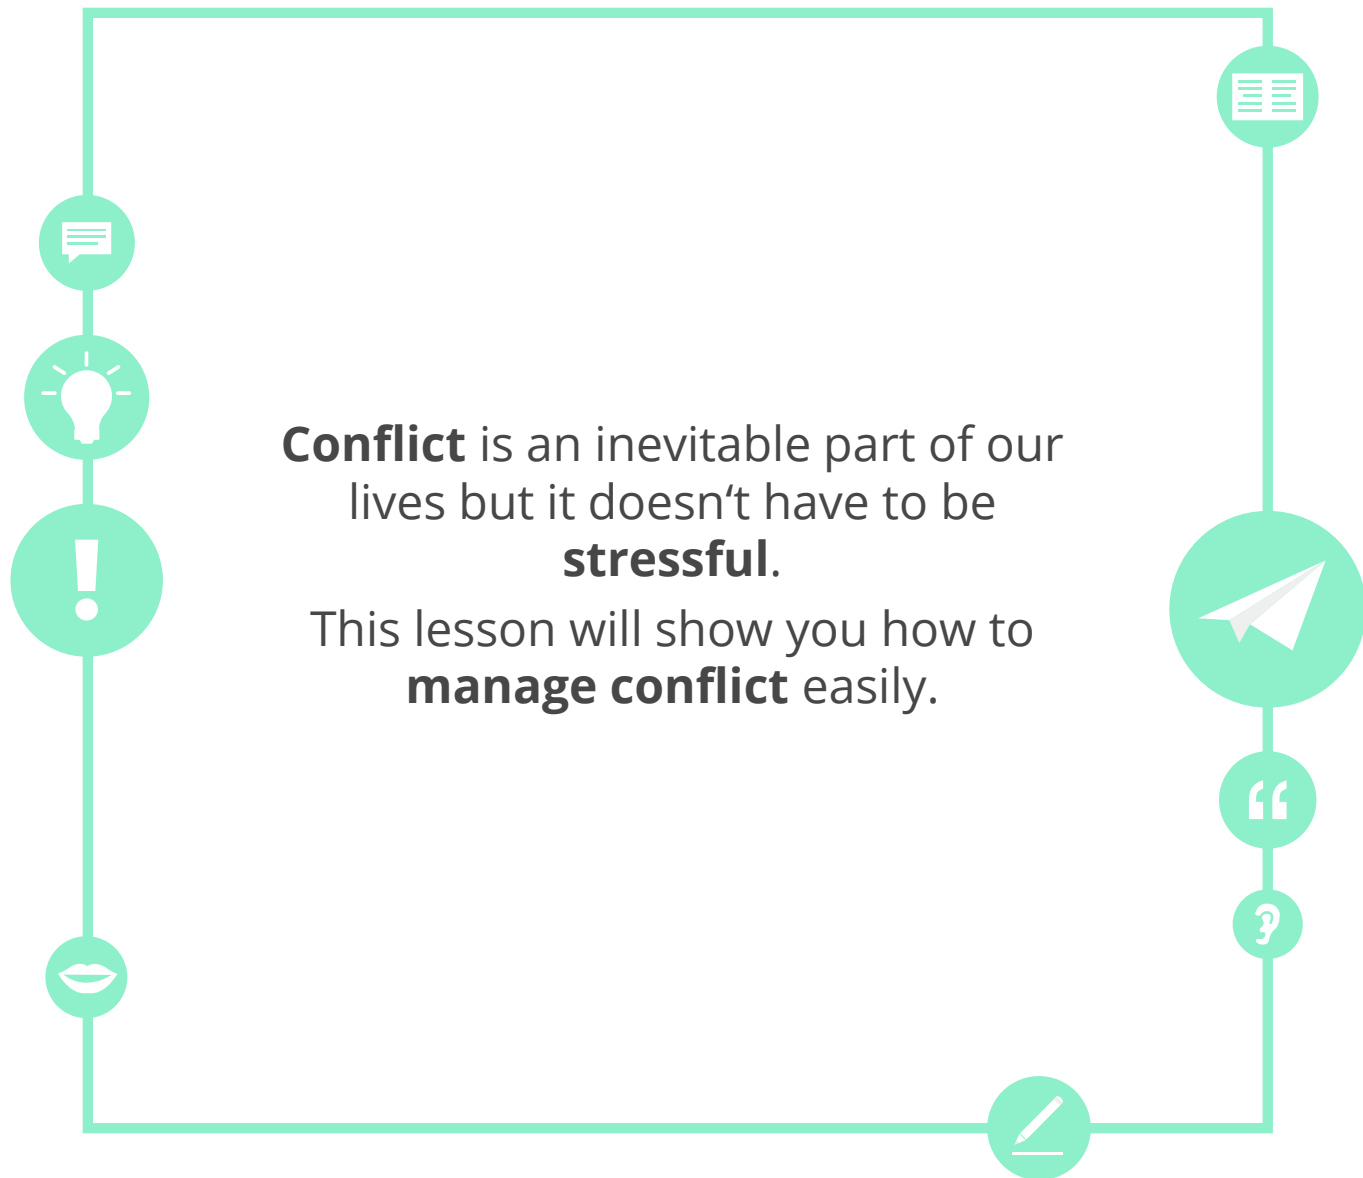 Conflict is an inevitable part of our
lives but it doesn‘t have to be
stressful.
This lesson will show you how to
manage conflict easily.